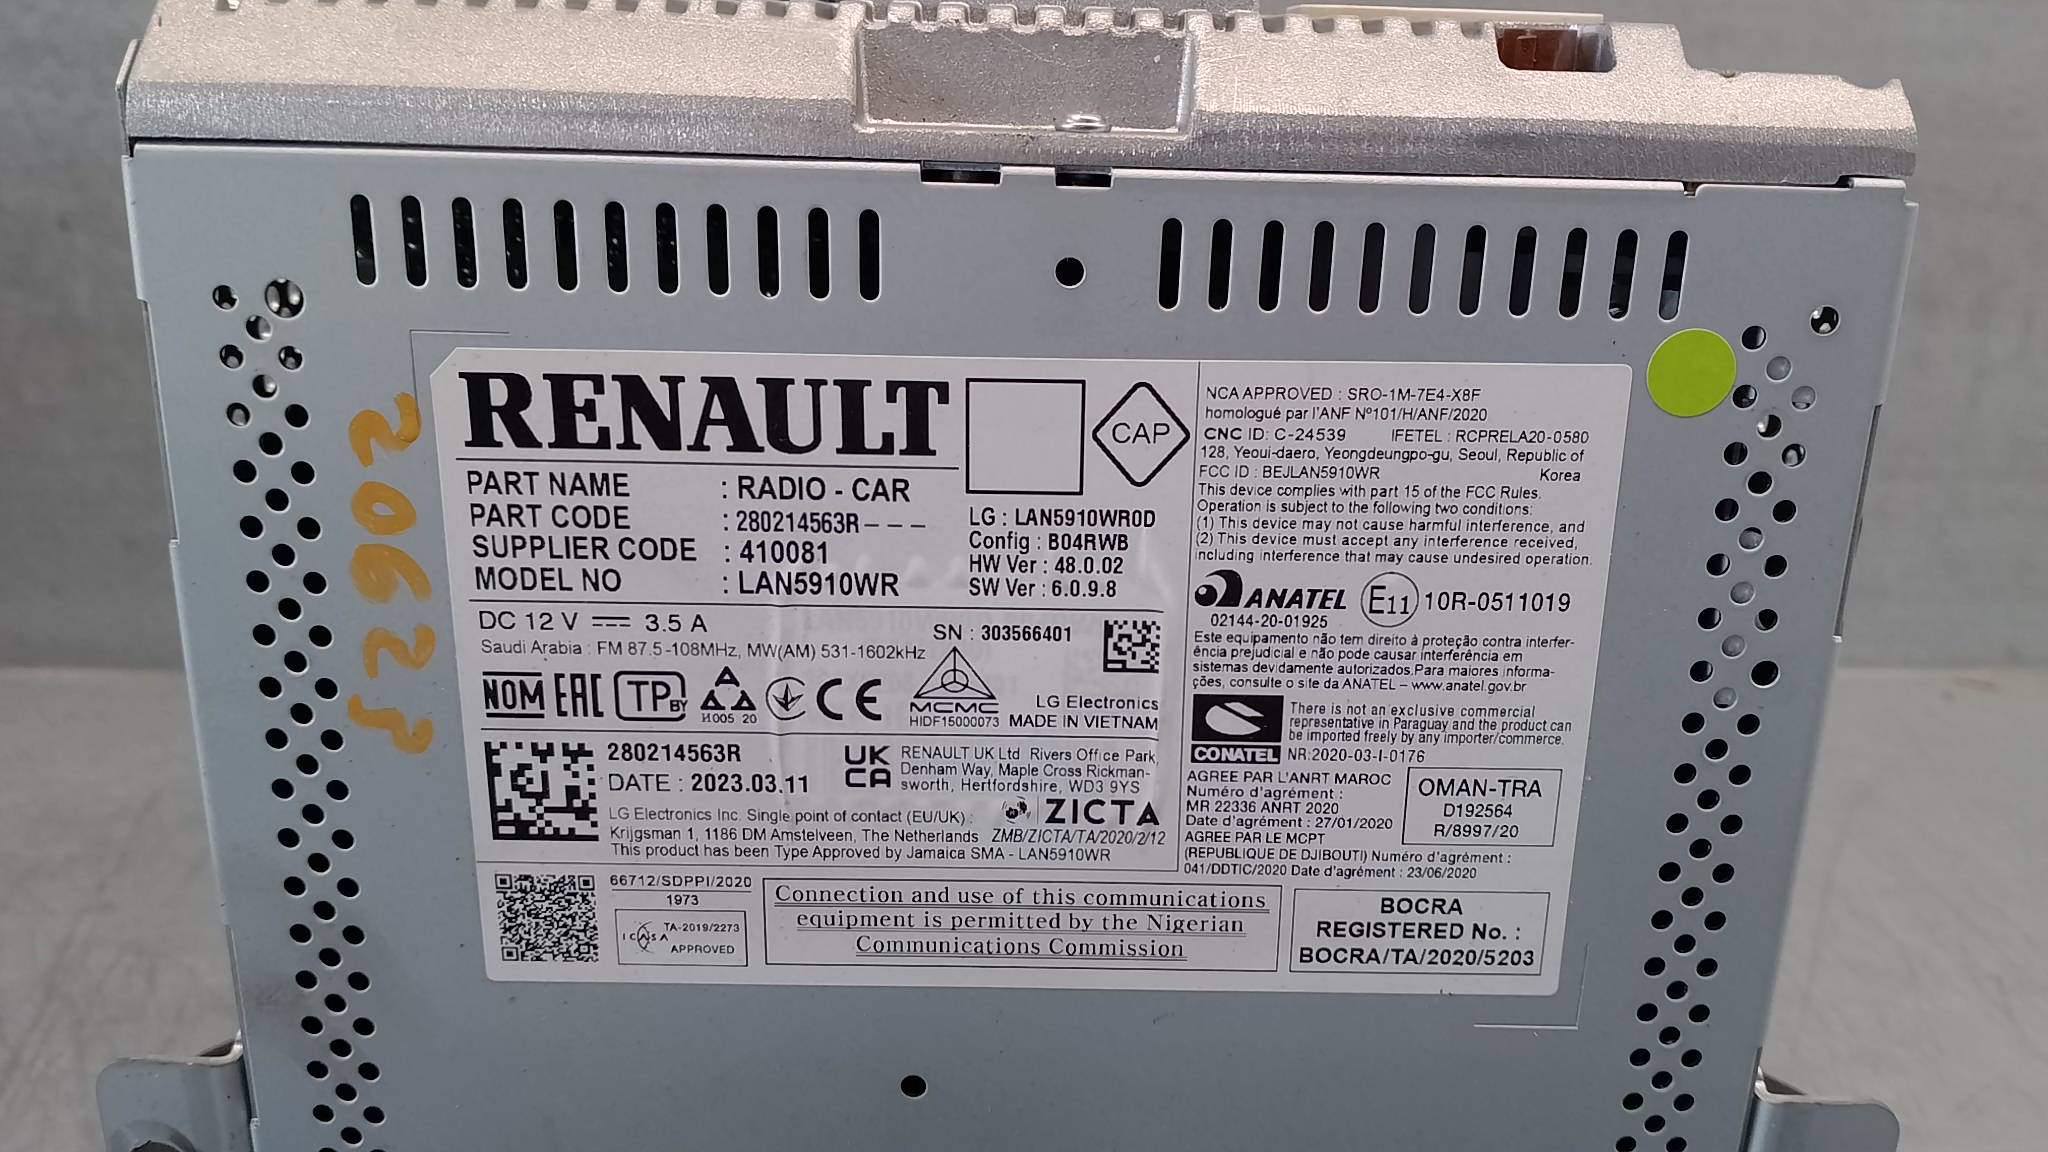 RENAULT
CAP
PART NAME : RADIO - CAR
PART CODE : 280214563R---
SUPPLIER CODE : 410081
MODEL NO : LAN5910WR
LG : LAN5910WR0D
Config : B04RWB
HW Ver : 48.0.02
SW Ver : 6.0.9.8
DC 12 V 3.5 A
SN : 303566401
Saudi Arabia : FM 87.5-108MHz, MW(AM) 531-1602kHz
NOM EAC TP BY
И005 20
CE
MCMC
HIDF15000073
LG Electronics
MADE IN VIETNAM
280214563R
DATE : 2023.03.11
UK
CA
RENAULT UK Ltd Rivers Office Park,
Denham Way, Maple Cross Rickman-
sworth, Hertfordshire, WD3 9YS
LG Electronics Inc. Single point of contact (EU/UK) :
Krijgsman 1, 1186 DM Amstelveen, The Netherlands
ZICTA
ZMB/ZICTA/TA/2020/2/12
This product has been Type Approved by Jamaica SMA - LAN5910WR
66712/SDPPI/2020
1973
ICASA TA-2019/2273
APPROVED
Connection and use of this communications
equipment is permitted by the Nigerian
Communications Commission
NCA APPROVED : SRO-1M-7E4-X8F
homologué par l'ANF Nº101/H/ANF/2020
CNC ID: C-24539 IFETEL : RCPRELA20-0580
128, Yeoui-daero, Yeongdeungpo-gu, Seoul, Republic of
FCC ID : BEJLAN5910WR Korea
This device complies with part 15 of the FCC Rules.
Operation is subject to the following two conditions:
(1) This device may not cause harmful interference, and
(2) This device must accept any interference received,
including interference that may cause undesired operation.
ANATEL E11 10R-0511019
02144-20-01925
Este equipamento não tem direito à proteção contra interfer-
ência prejudicial e não pode causar interferência em
sistemas devidamente autorizados.Para maiores informa-
ções, consulte o site da ANATEL – www.anatel.gov.br
CONATEL
There is not an exclusive commercial
representative in Paraguay and the product can
be imported freely by any importer/commerce.
NR:2020-03-I-0176
AGREE PAR L'ANRT MAROC
Numéro d'agrément :
MR 22336 ANRT 2020
Date d'agrément : 27/01/2020
AGREE PAR LE MCPT
(REPUBLIQUE DE DJIBOUTI) Numéro d'agrément :
041/DDTIC/2020 Date d'agrément : 23/06/2020
OMAN-TRA
D192564
R/8997/20
BOCRA
REGISTERED No. :
BOCRA/TA/2020/5203